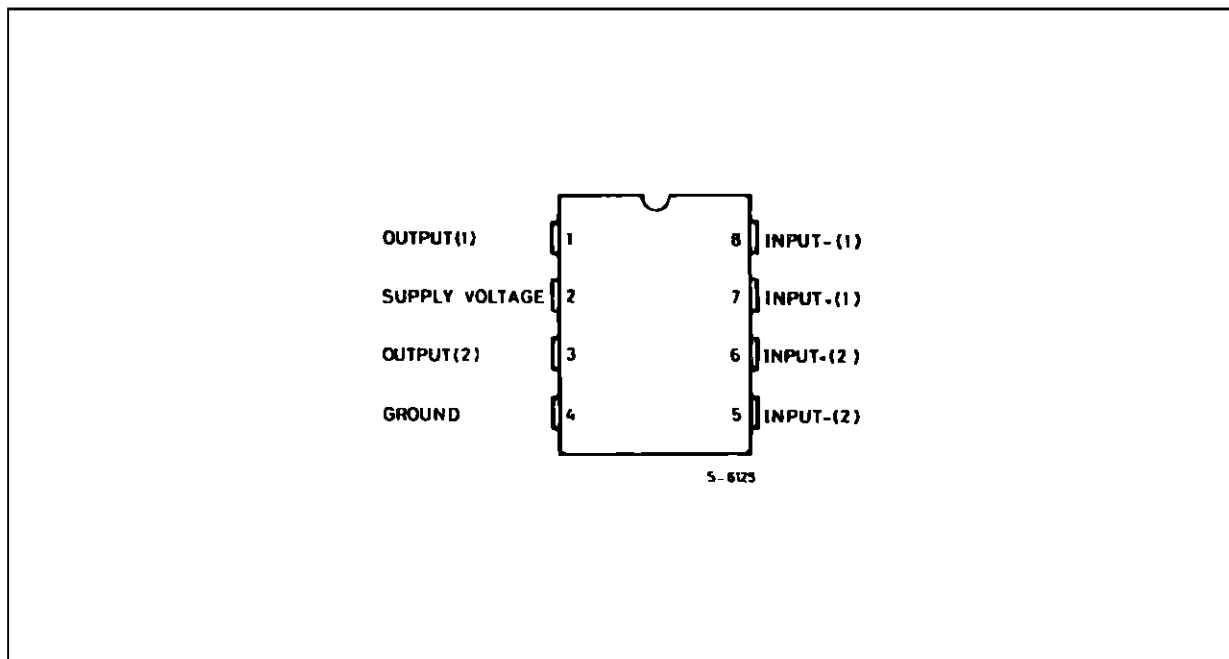 OUTPUT(1) 1 8 INPUT-(1)
SUPPLY VOLTAGE 2 7 INPUT+(1)
OUTPUT(2) 3 6 INPUT+(2)
GROUND 4 5 INPUT-(2)
S-6125